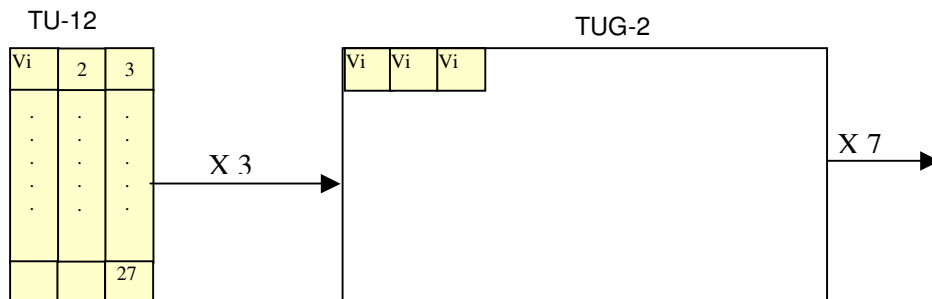 TU-12
TUG-2
Vi 2 3
Vi Vi Vi
. . .
. . .
. . .
. . .
. . .
X 3
X 7
27